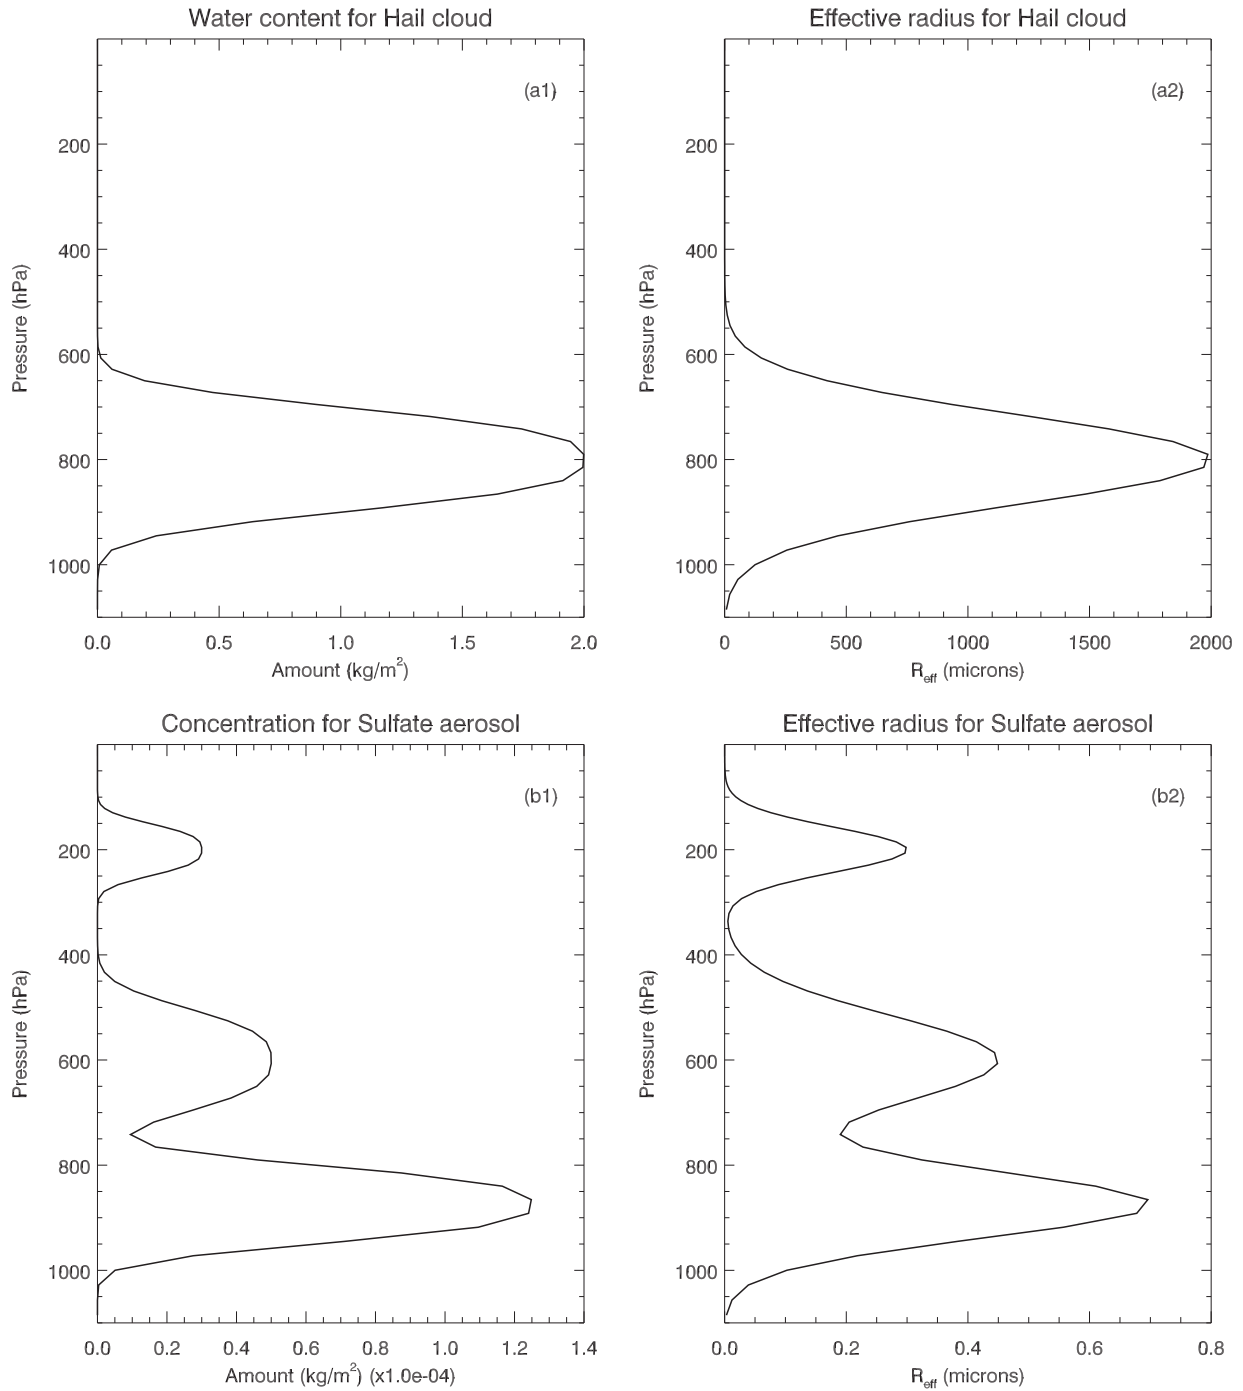 Water content for Hail cloud
(a1)
Pressure (hPa)
200
400
600
800
1000
0.0 0.5 1.0 1.5 2.0
Amount (kg/m²)
Effective radius for Hail cloud
(a2)
Pressure (hPa)
200
400
600
800
1000
0 500 1000 1500 2000
R_eff (microns)
Concentration for Sulfate aerosol
(b1)
Pressure (hPa)
200
400
600
800
1000
0.0 0.2 0.4 0.6 0.8 1.0 1.2 1.4
Amount (kg/m²) (x1.0e-04)
Effective radius for Sulfate aerosol
(b2)
Pressure (hPa)
200
400
600
800
1000
0.0 0.2 0.4 0.6 0.8
R_eff (microns)